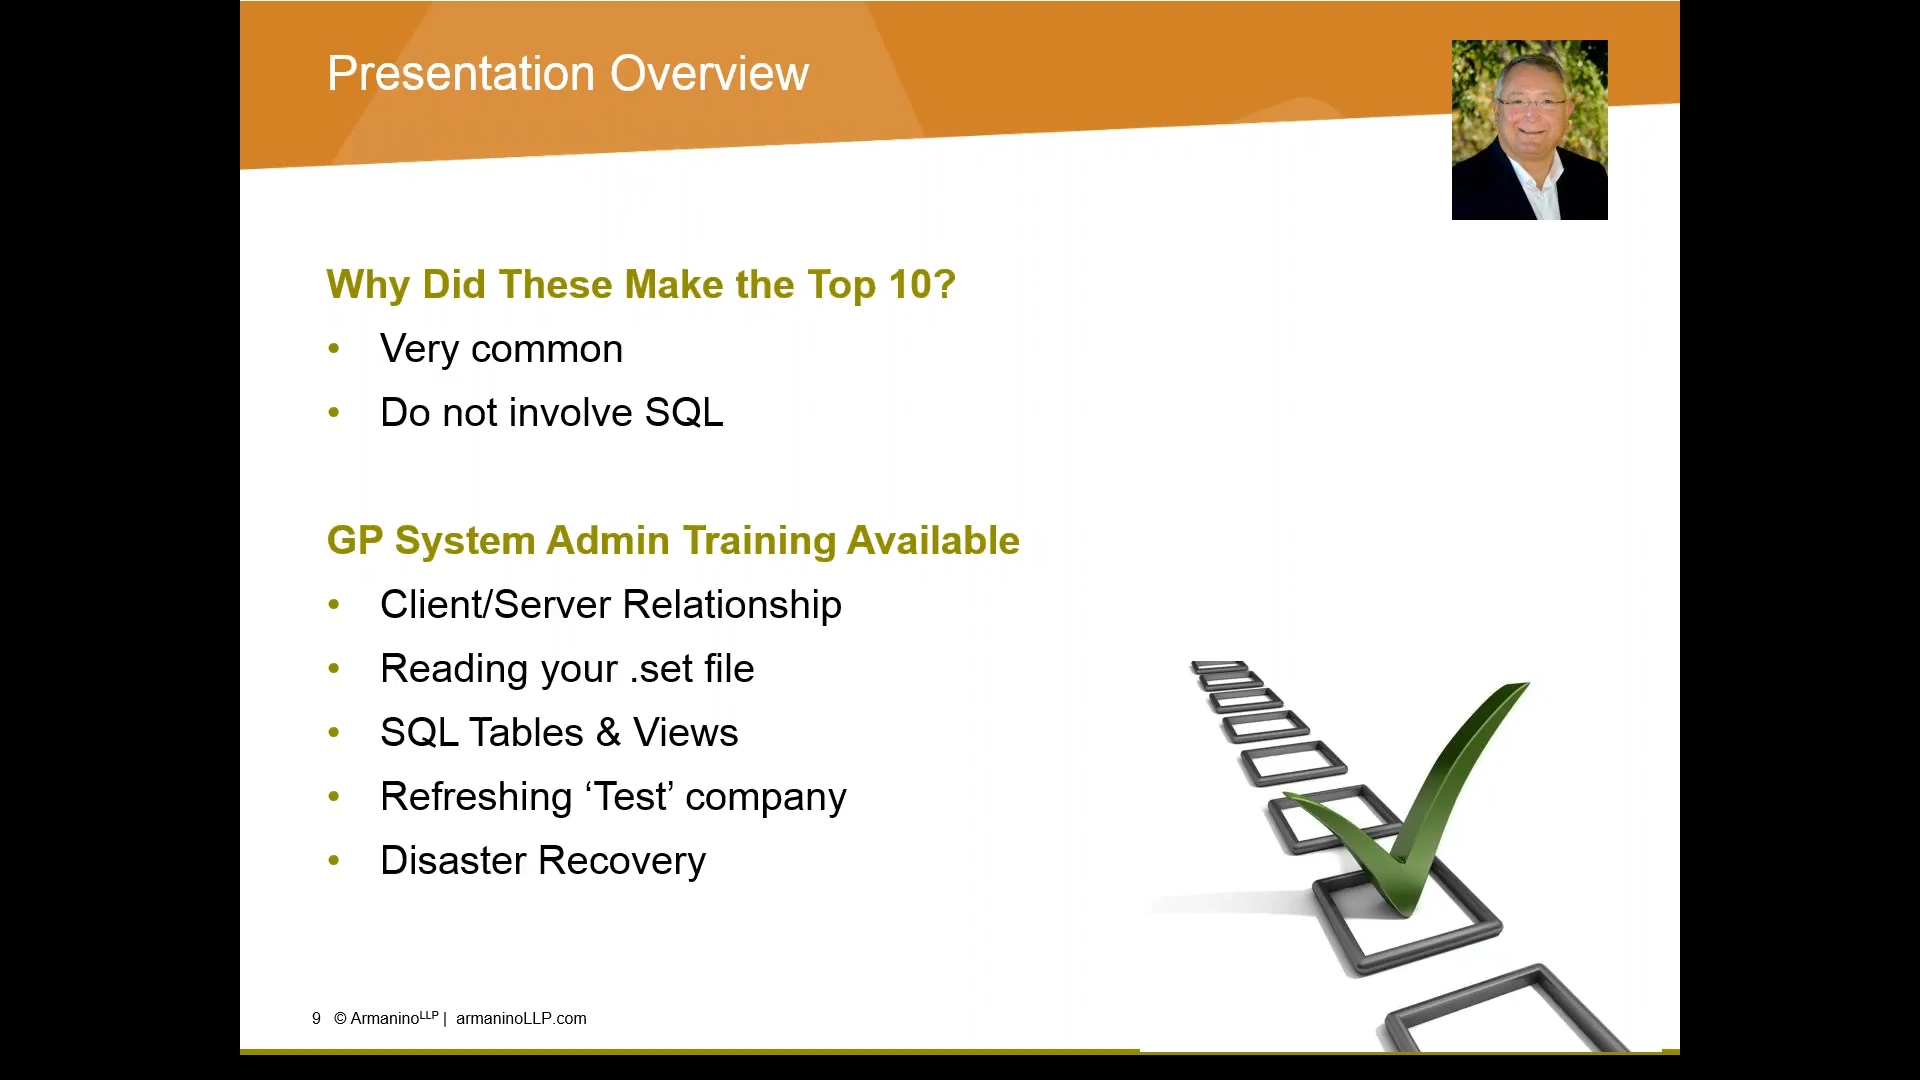 Presentation Overview
Why Did These Make the Top 10?
• Very common
• Do not involve SQL
GP System Admin Training Available
• Client/Server Relationship
• Reading your .set file
• SQL Tables & Views
• Refreshing ‘Test’ company
• Disaster Recovery
9 © ArmaninoLLP | armaninoLLP.com